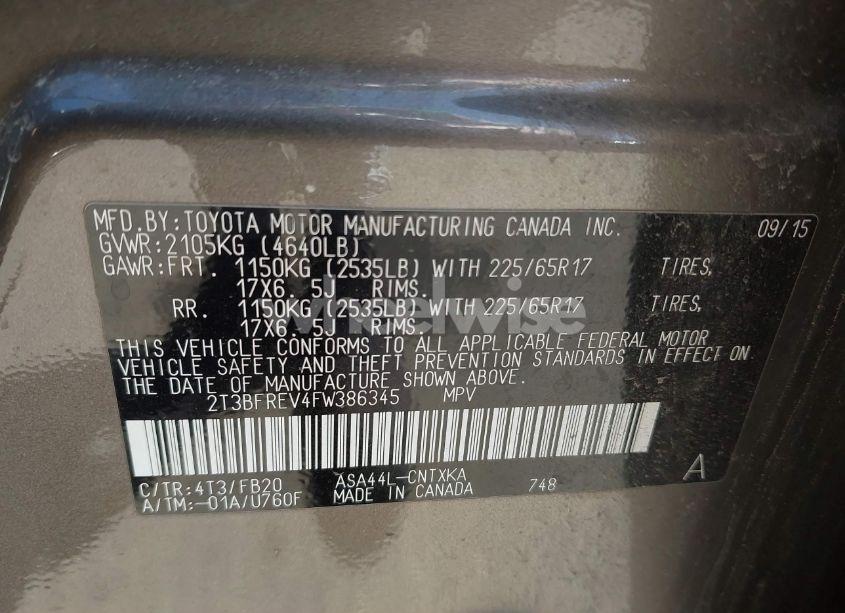 MFD.BY:TOYOTA MOTOR MANUFACTURING CANADA INC. 09/15
GVWR:2105KG (4640LB)
GAWR:FRT. 1150KG (2535LB) WITH 225/65R17 TIRES,
17X6.5J RIMS.
RR. 1150KG (2535LB) WITH 225/65R17 TIRES,
17X6.5J RIMS.
wheelwise
THIS VEHICLE CONFORMS TO ALL APPLICABLE FEDERAL MOTOR
VEHICLE SAFETY AND THEFT PREVENTION STANDARDS IN EFFECT ON
THE DATE OF MANUFACTURE SHOWN ABOVE.
2T3BFREV4FW386345 MPV
C/TR:4T3/FB20 ASA44L-CNTXKA A
A/TM:-01A/U760F MADE IN CANADA 748